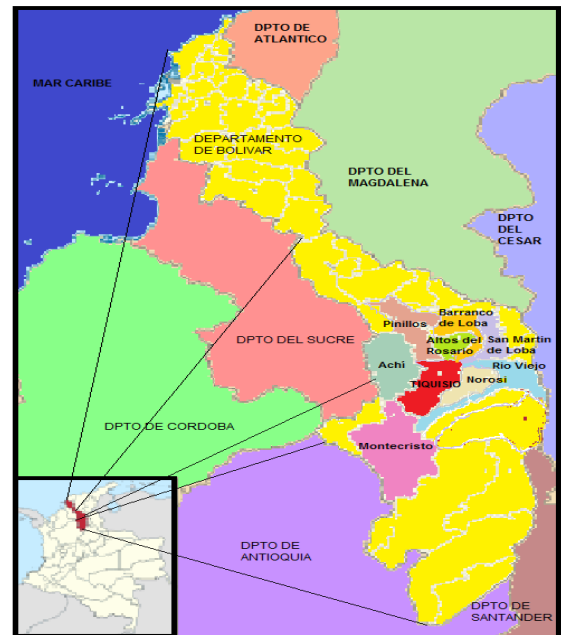 DPTO DE
ATLANTICO
MAR CARIBE
DEPARTAMENTO
DE BOLIVAR
DPTO DEL
MAGDALENA
DPTO
DEL
CESAR
Barranco
de Loba
Pinillos
DPTO DEL SUCRE
Altos del
Rosario
San Martin
de Loba
Achi
Rio Viejo
TIQUISIO
Norosi
DPTO DE CORDOBA
Montecristo
DPTO DE
ANTIOQUIA
DPTO DE
SANTANDER